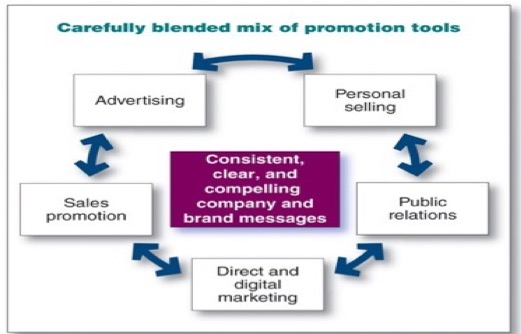 Carefully blended mix of promotion tools
Advertising
Personal
selling
Consistent,
clear, and
compelling
company and
brand messages
Sales
promotion
Public
relations
Direct and
digital
marketing